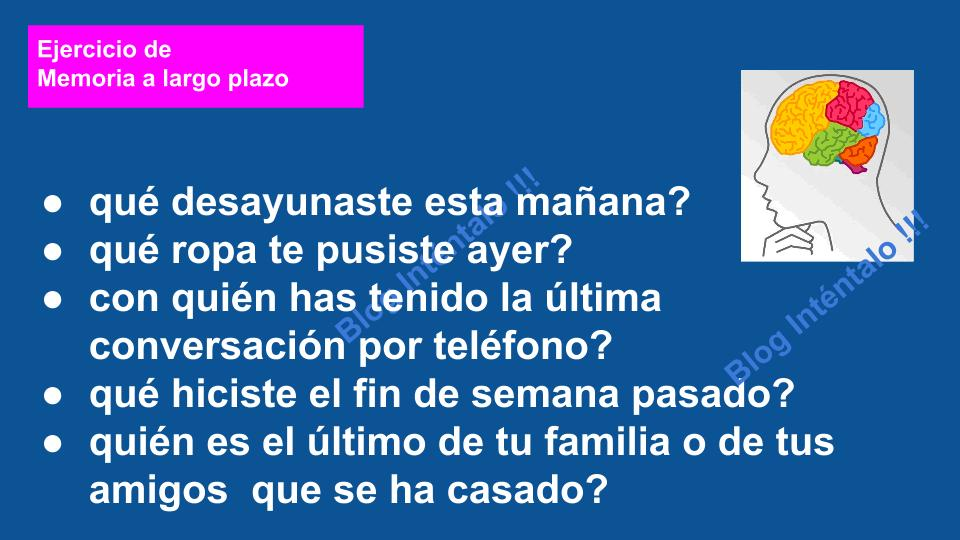 Ejercicio de
Memoria a largo plazo
● qué desayunaste esta mañana?
● qué ropa te pusiste ayer?
● con quién has tenido la última
conversación por teléfono?
● qué hiciste el fin de semana pasado?
● quién es el último de tu familia o de tus
amigos  que se ha casado?
Blog Inténtalo !!!
Blog Inténtalo !!!